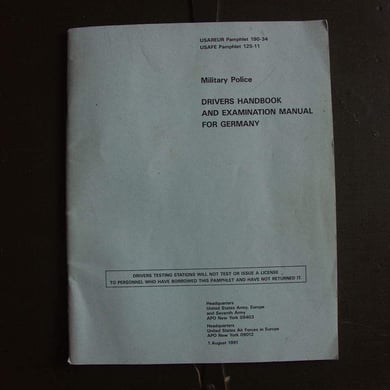 USAREUR Pamphlet 190-34
USAFE Pamphlet 125-11
Military Police
DRIVERS HANDBOOK
AND EXAMINATION MANUAL
FOR GERMANY
DRIVERS TESTING STATIONS WILL NOT TEST OR ISSUE A LICENSE
TO PERSONNEL WHO HAVE BORROWED THIS PAMPHLET AND HAVE NOT RETURNED IT.
Headquarters
United States Army, Europe
and Seventh Army
APO New York 09403
Headquarters
United States Air Forces in Europe
APO New York 09012
1 August 1981